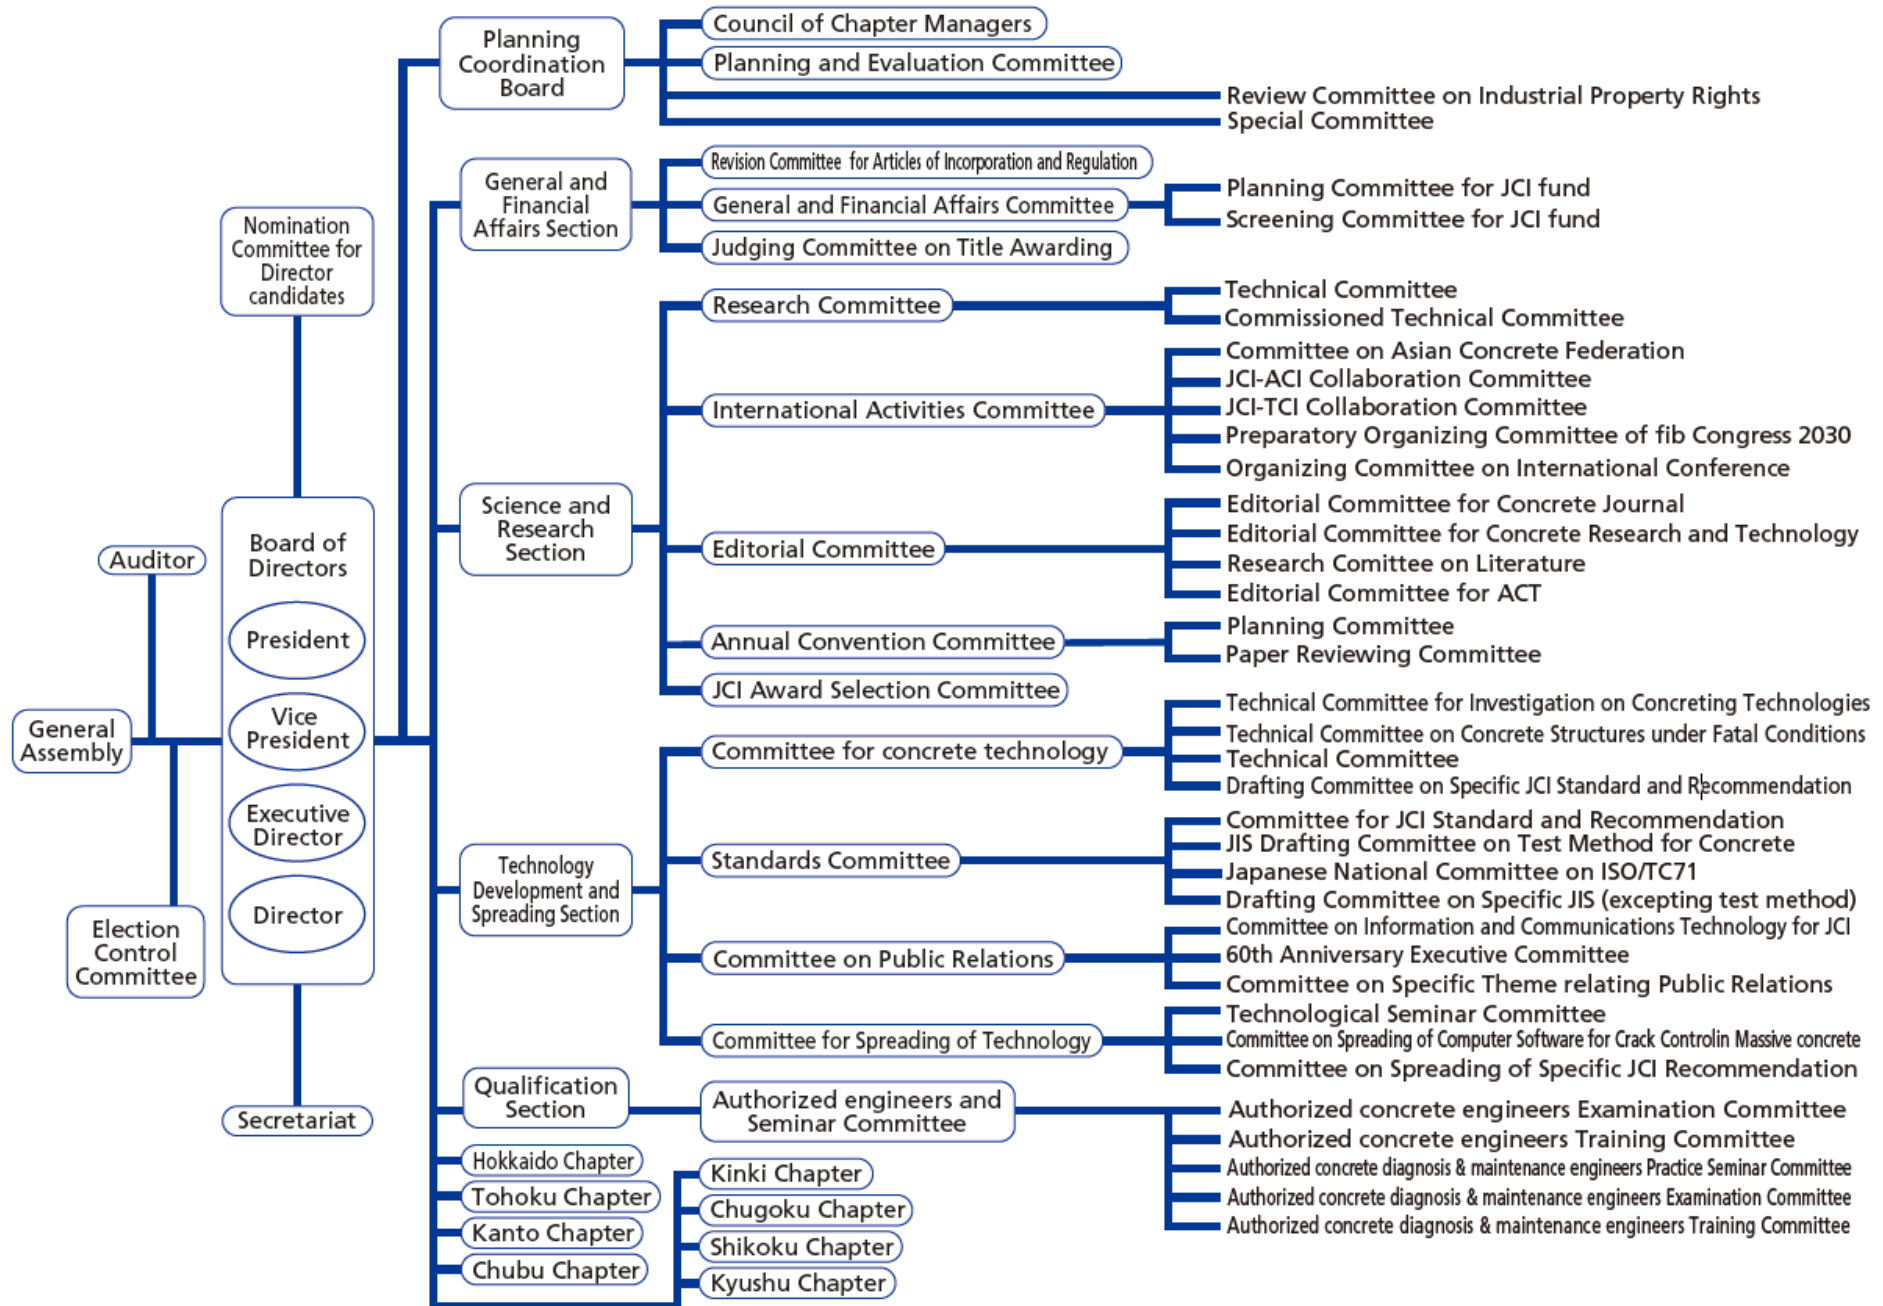 General
Assembly
Auditor
Election
Control
Committee
Nomination
Committee for
Director
candidates
Board of
Directors
President
Vice
President
Executive
Director
Director
Secretariat
Planning
Coordination
Board
Council of Chapter Managers
Planning and Evaluation Committee
Review Committee on Industrial Property Rights
Special Committee
General and
Financial
Affairs Section
Revision Committee for Articles of Incorporation and Regulation
General and Financial Affairs Committee
Planning Committee for JCI fund
Screening Committee for JCI fund
Judging Committee on Title Awarding
Science and
Research
Section
Research Committee
Technical Committee
Commissioned Technical Committee
International Activities Committee
Committee on Asian Concrete Federation
JCI-ACI Collaboration Committee
JCI-TCI Collaboration Committee
Preparatory Organizing Committee of fib Congress 2030
Organizing Committee on International Conference
Editorial Committee
Editorial Committee for Concrete Journal
Editorial Committee for Concrete Research and Technology
Research Comittee on Literature
Editorial Committee for ACT
Annual Convention Committee
Planning Committee
Paper Reviewing Committee
JCI Award Selection Committee
Technology
Development and
Spreading Section
Committee for concrete technology
Technical Committee for Investigation on Concreting Technologies
Technical Committee on Concrete Structures under Fatal Conditions
Technical Committee
Drafting Committee on Specific JCI Standard and Recommendation
Standards Committee
Committee for JCI Standard and Recommendation
JIS Drafting Committee on Test Method for Concrete
Japanese National Committee on ISO/TC71
Drafting Committee on Specific JIS (excepting test method)
Committee on Public Relations
Committee on Information and Communications Technology for JCI
60th Anniversary Executive Committee
Committee on Specific Theme relating Public Relations
Committee for Spreading of Technology
Technological Seminar Committee
Committee on Spreading of Computer Software for Crack Controlin Massive concrete
Committee on Spreading of Specific JCI Recommendation
Qualification
Section
Authorized engineers and
Seminar Committee
Authorized concrete engineers Examination Committee
Authorized concrete engineers Training Committee
Authorized concrete diagnosis & maintenance engineers Practice Seminar Committee
Authorized concrete diagnosis & maintenance engineers Examination Committee
Authorized concrete diagnosis & maintenance engineers Training Committee
Hokkaido Chapter
Tohoku Chapter
Kanto Chapter
Chubu Chapter
Kinki Chapter
Chugoku Chapter
Shikoku Chapter
Kyushu Chapter